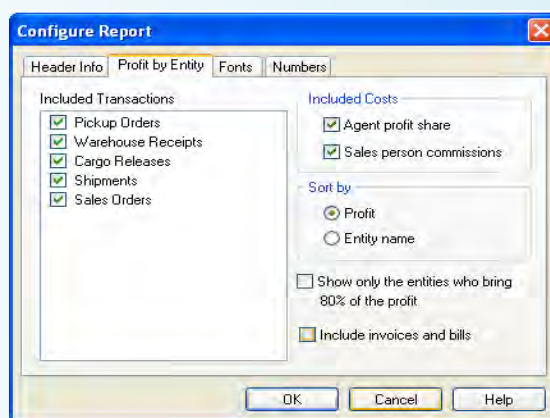 Configure Report
Header Info
Profit by Entity
Fonts
Numbers
Included Transactions
Pickup Orders
Warehouse Receipts
Cargo Releases
Shipments
Sales Orders
Included Costs
Agent profit share
Sales person commissions
Sort by
Profit
Entity name
Show only the entities who bring
80% of the profit
Include invoices and bills
OK
Cancel
Help